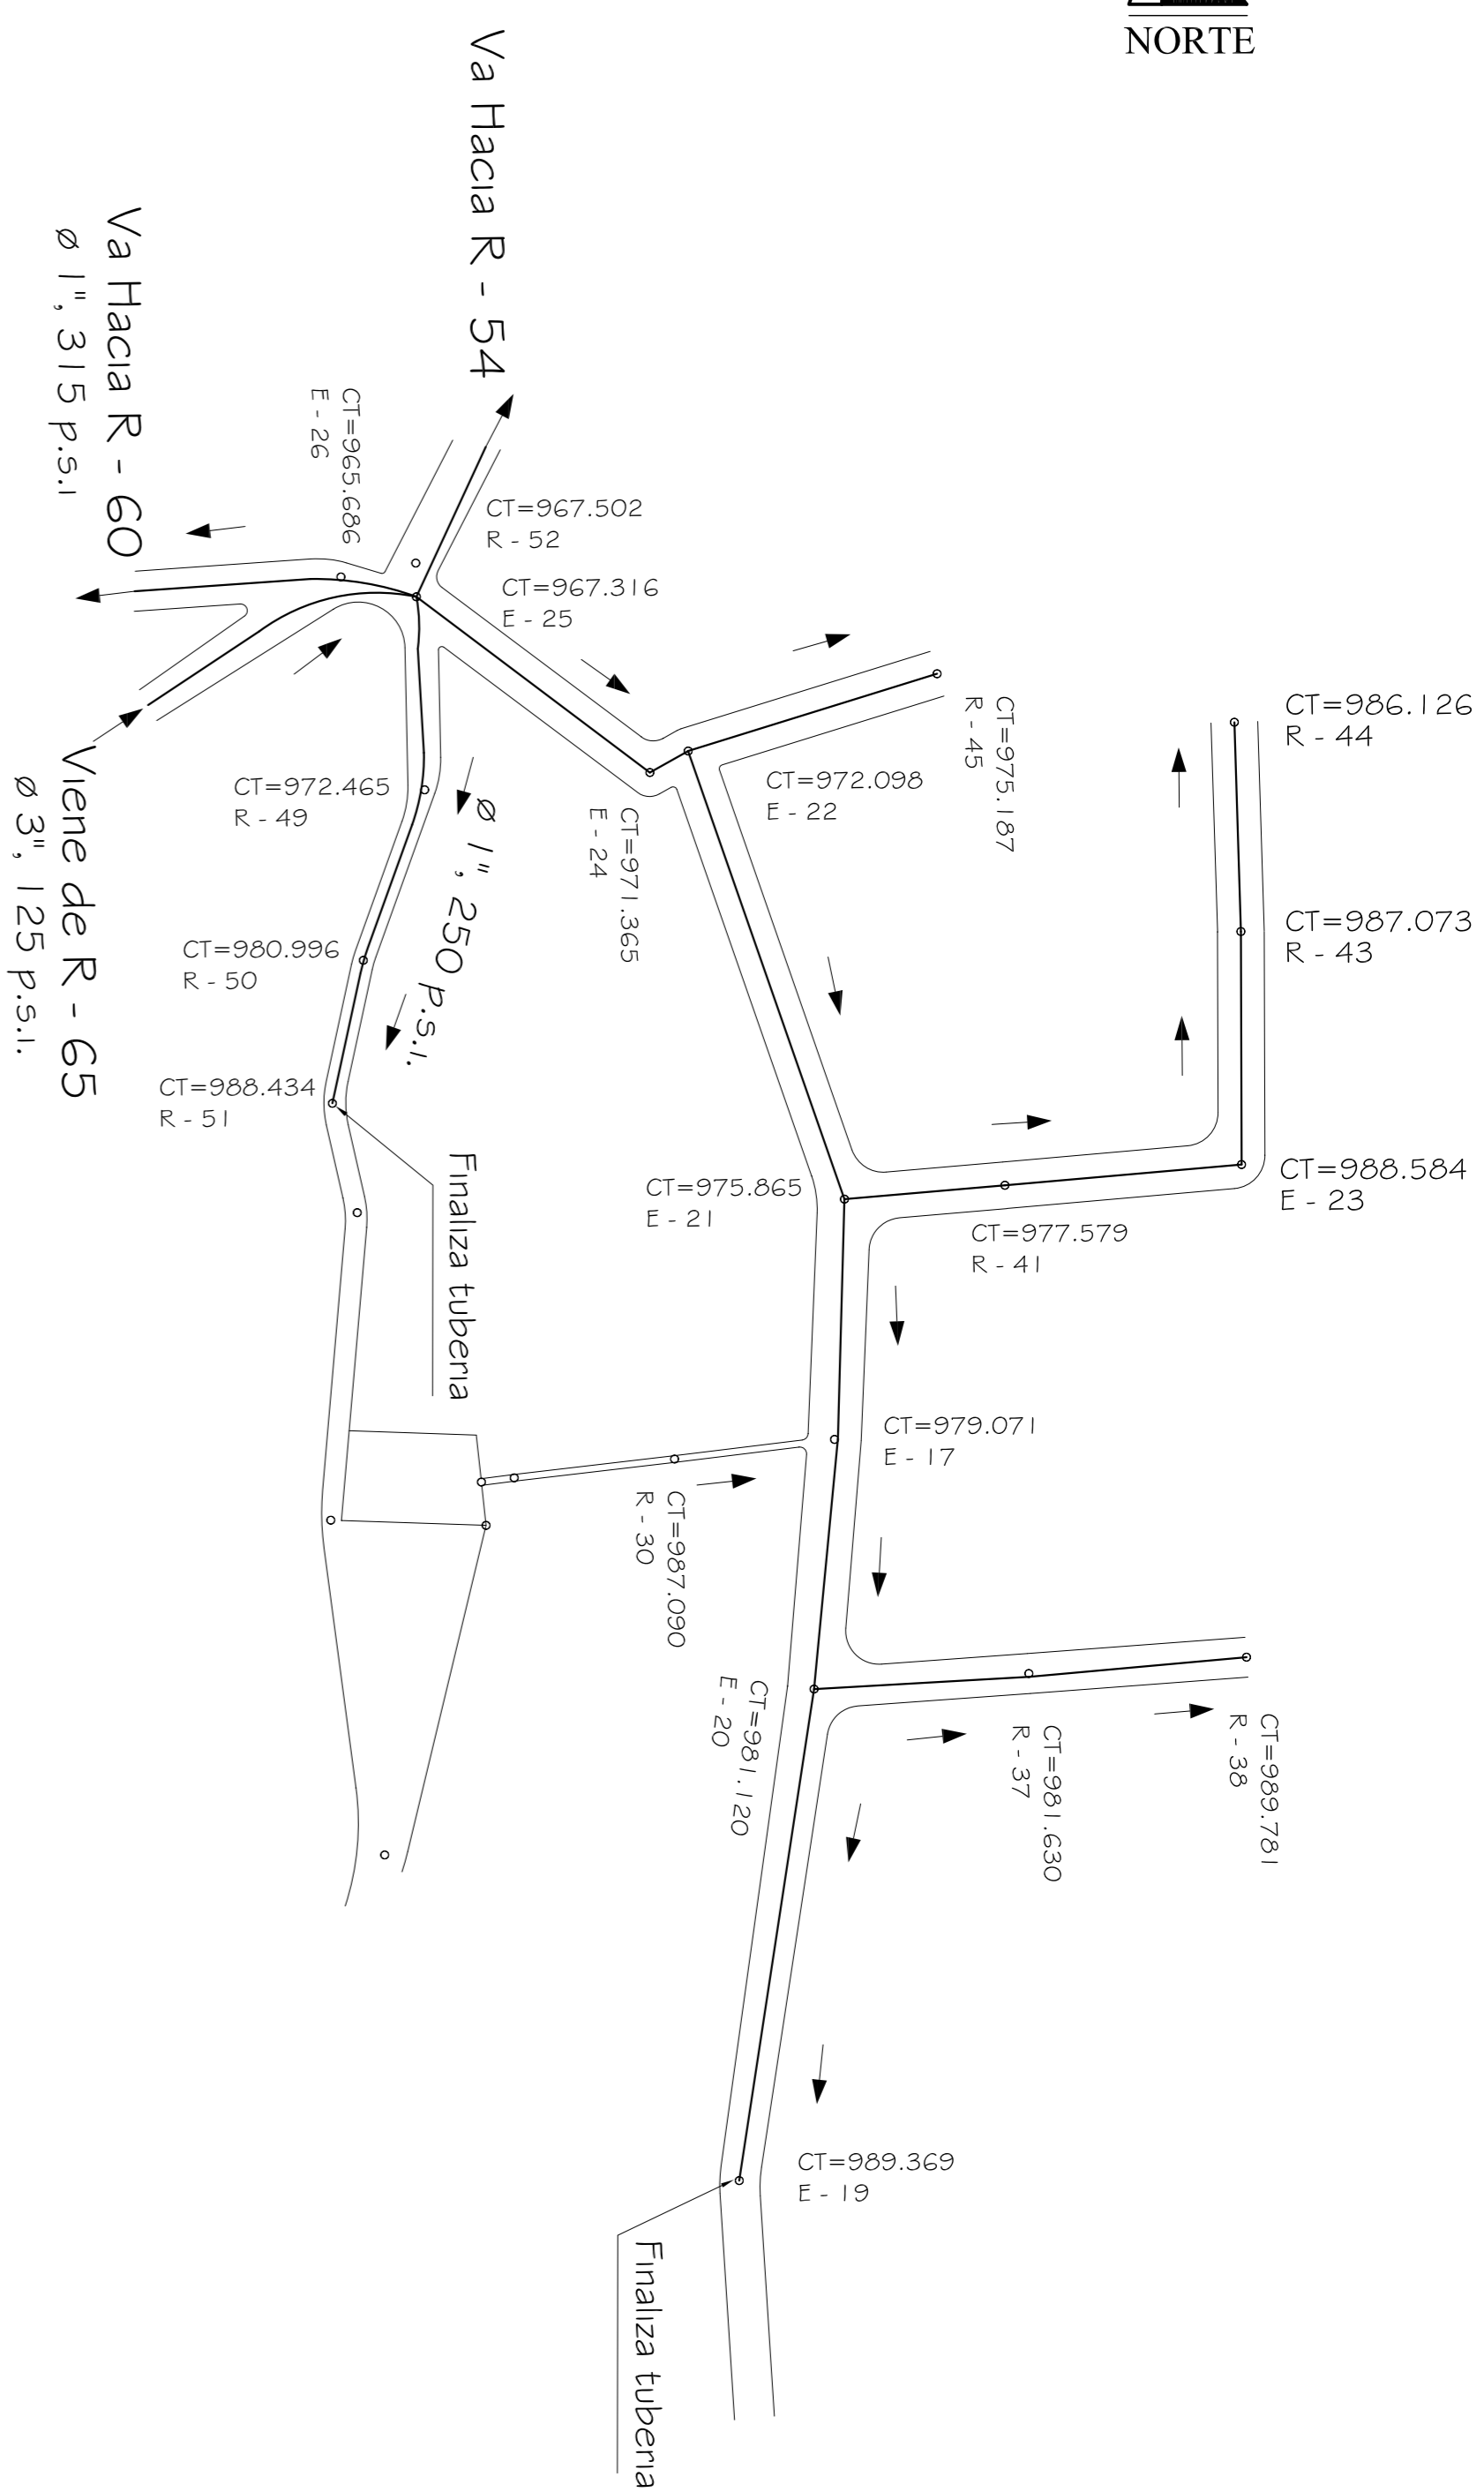 NORTE
Va Hacia R - 54
Va Hacia R - 60
ø 1", 315 p.s.i
CT=965.686
E - 26
CT=967.502
R - 52
CT=967.316
E - 25
CT=975.187
R - 45
CT=986.126
R - 44
CT=972.098
E - 22
CT=972.465
R - 49
CT=971.365
E - 24
ø 1", 250 p.s.i.
Viene de R - 65
ø 3", 125 p.s.i.
CT=987.073
R - 43
CT=980.996
R - 50
CT=988.434
R - 51
CT=988.584
E - 23
CT=975.865
E - 21
CT=977.579
R - 41
Finaliza tuberia
CT=979.071
E - 17
CT=987.090
R - 30
CT=981.120
E - 20
CT=981.630
R - 37
CT=989.781
R - 38
CT=989.369
E - 19
Finaliza tuberia